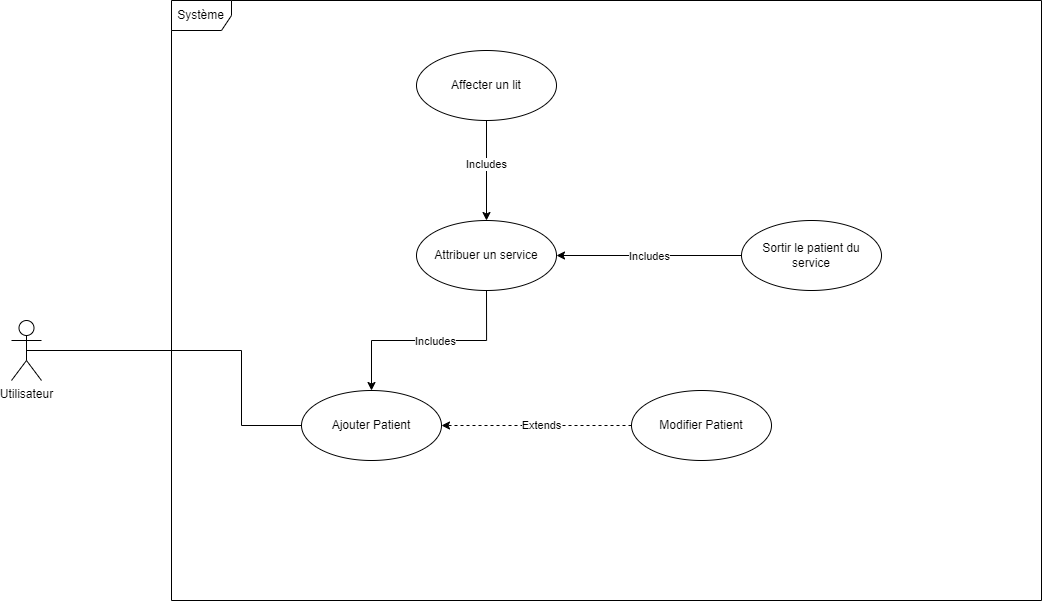 Système
Affecter un lit
Includes
Attribuer un service
Includes
Sortir le patient du
service
Includes
Utilisateur
Ajouter Patient
Extends
Modifier Patient